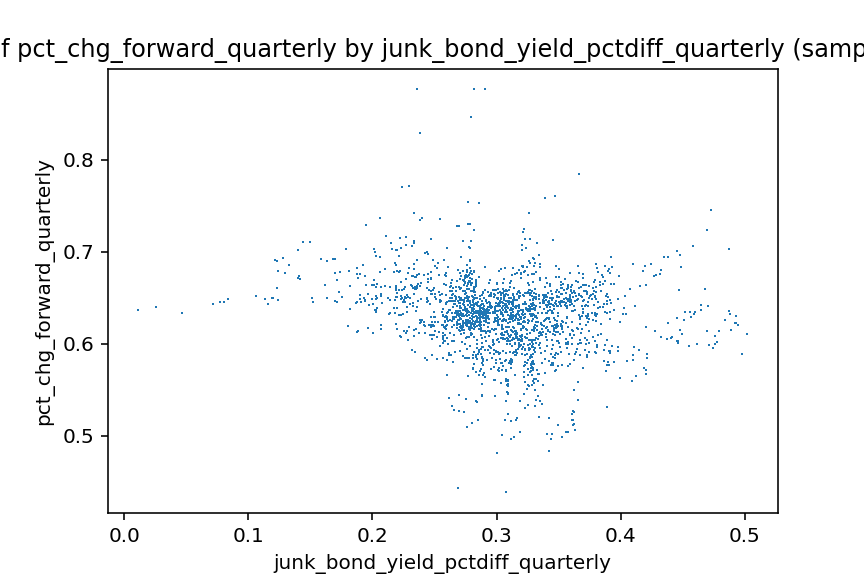 f pct_chg_forward_quarterly by junk_bond_yield_pctdiff_quarterly (samp
0.8
0.7
0.6
0.5
pct_chg_forward_quarterly
0.0 0.1 0.2 0.3 0.4 0.5
junk_bond_yield_pctdiff_quarterly